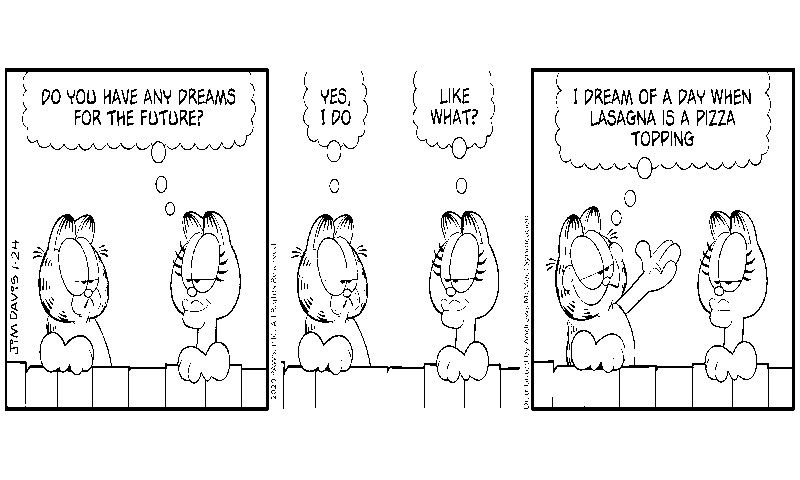 DO YOU HAVE ANY DREAMS
FOR THE FUTURE?
JIM DAVIS 1-24
YES,
I DO
LIKE
WHAT?
I DREAM OF A DAY WHEN
LASAGNA IS A PIZZA
TOPPING